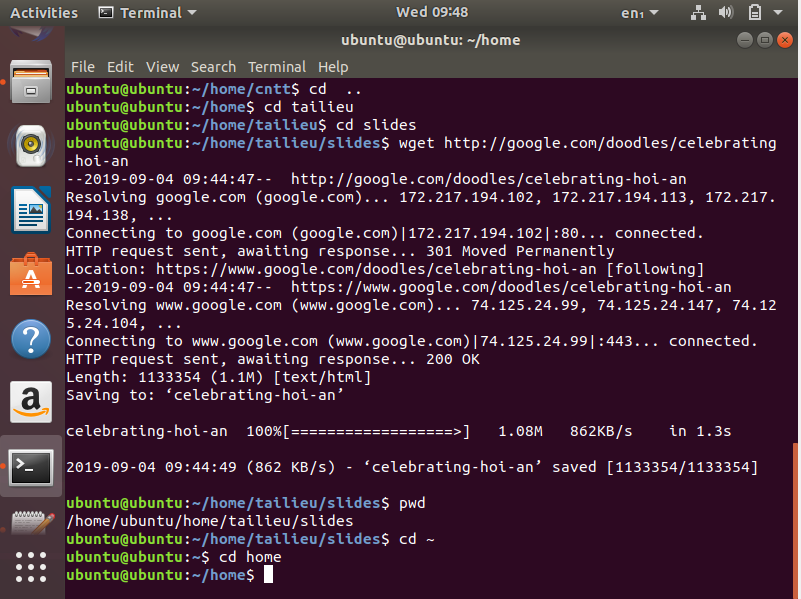 Activities Terminal Wed 09:48 en₁
ubuntu@ubuntu: ~/home
File Edit View Search Terminal Help
ubuntu@ubuntu:~/home/cntt$ cd  ..
ubuntu@ubuntu:~/home$ cd tailieu
ubuntu@ubuntu:~/home/tailieu$ cd slides
ubuntu@ubuntu:~/home/tailieu/slides$ wget http://google.com/doodles/celebrating
-hoi-an
--2019-09-04 09:44:47--  http://google.com/doodles/celebrating-hoi-an
Resolving google.com (google.com)... 172.217.194.102, 172.217.194.113, 172.217.
194.138, ...
Connecting to google.com (google.com)|172.217.194.102|:80... connected.
HTTP request sent, awaiting response... 301 Moved Permanently
Location: https://www.google.com/doodles/celebrating-hoi-an [following]
--2019-09-04 09:44:47--  https://www.google.com/doodles/celebrating-hoi-an
Resolving www.google.com (www.google.com)... 74.125.24.99, 74.125.24.147, 74.12
5.24.104, ...
Connecting to www.google.com (www.google.com)|74.125.24.99|:443... connected.
HTTP request sent, awaiting response... 200 OK
Length: 1133354 (1.1M) [text/html]
Saving to: ‘celebrating-hoi-an’
celebrating-hoi-an  100%[==================>]   1.08M   862KB/s    in 1.3s
2019-09-04 09:44:49 (862 KB/s) - ‘celebrating-hoi-an’ saved [1133354/1133354]
ubuntu@ubuntu:~/home/tailieu/slides$ pwd
/home/ubuntu/home/tailieu/slides
ubuntu@ubuntu:~/home/tailieu/slides$ cd ~
ubuntu@ubuntu:~$ cd home
ubuntu@ubuntu:~/home$